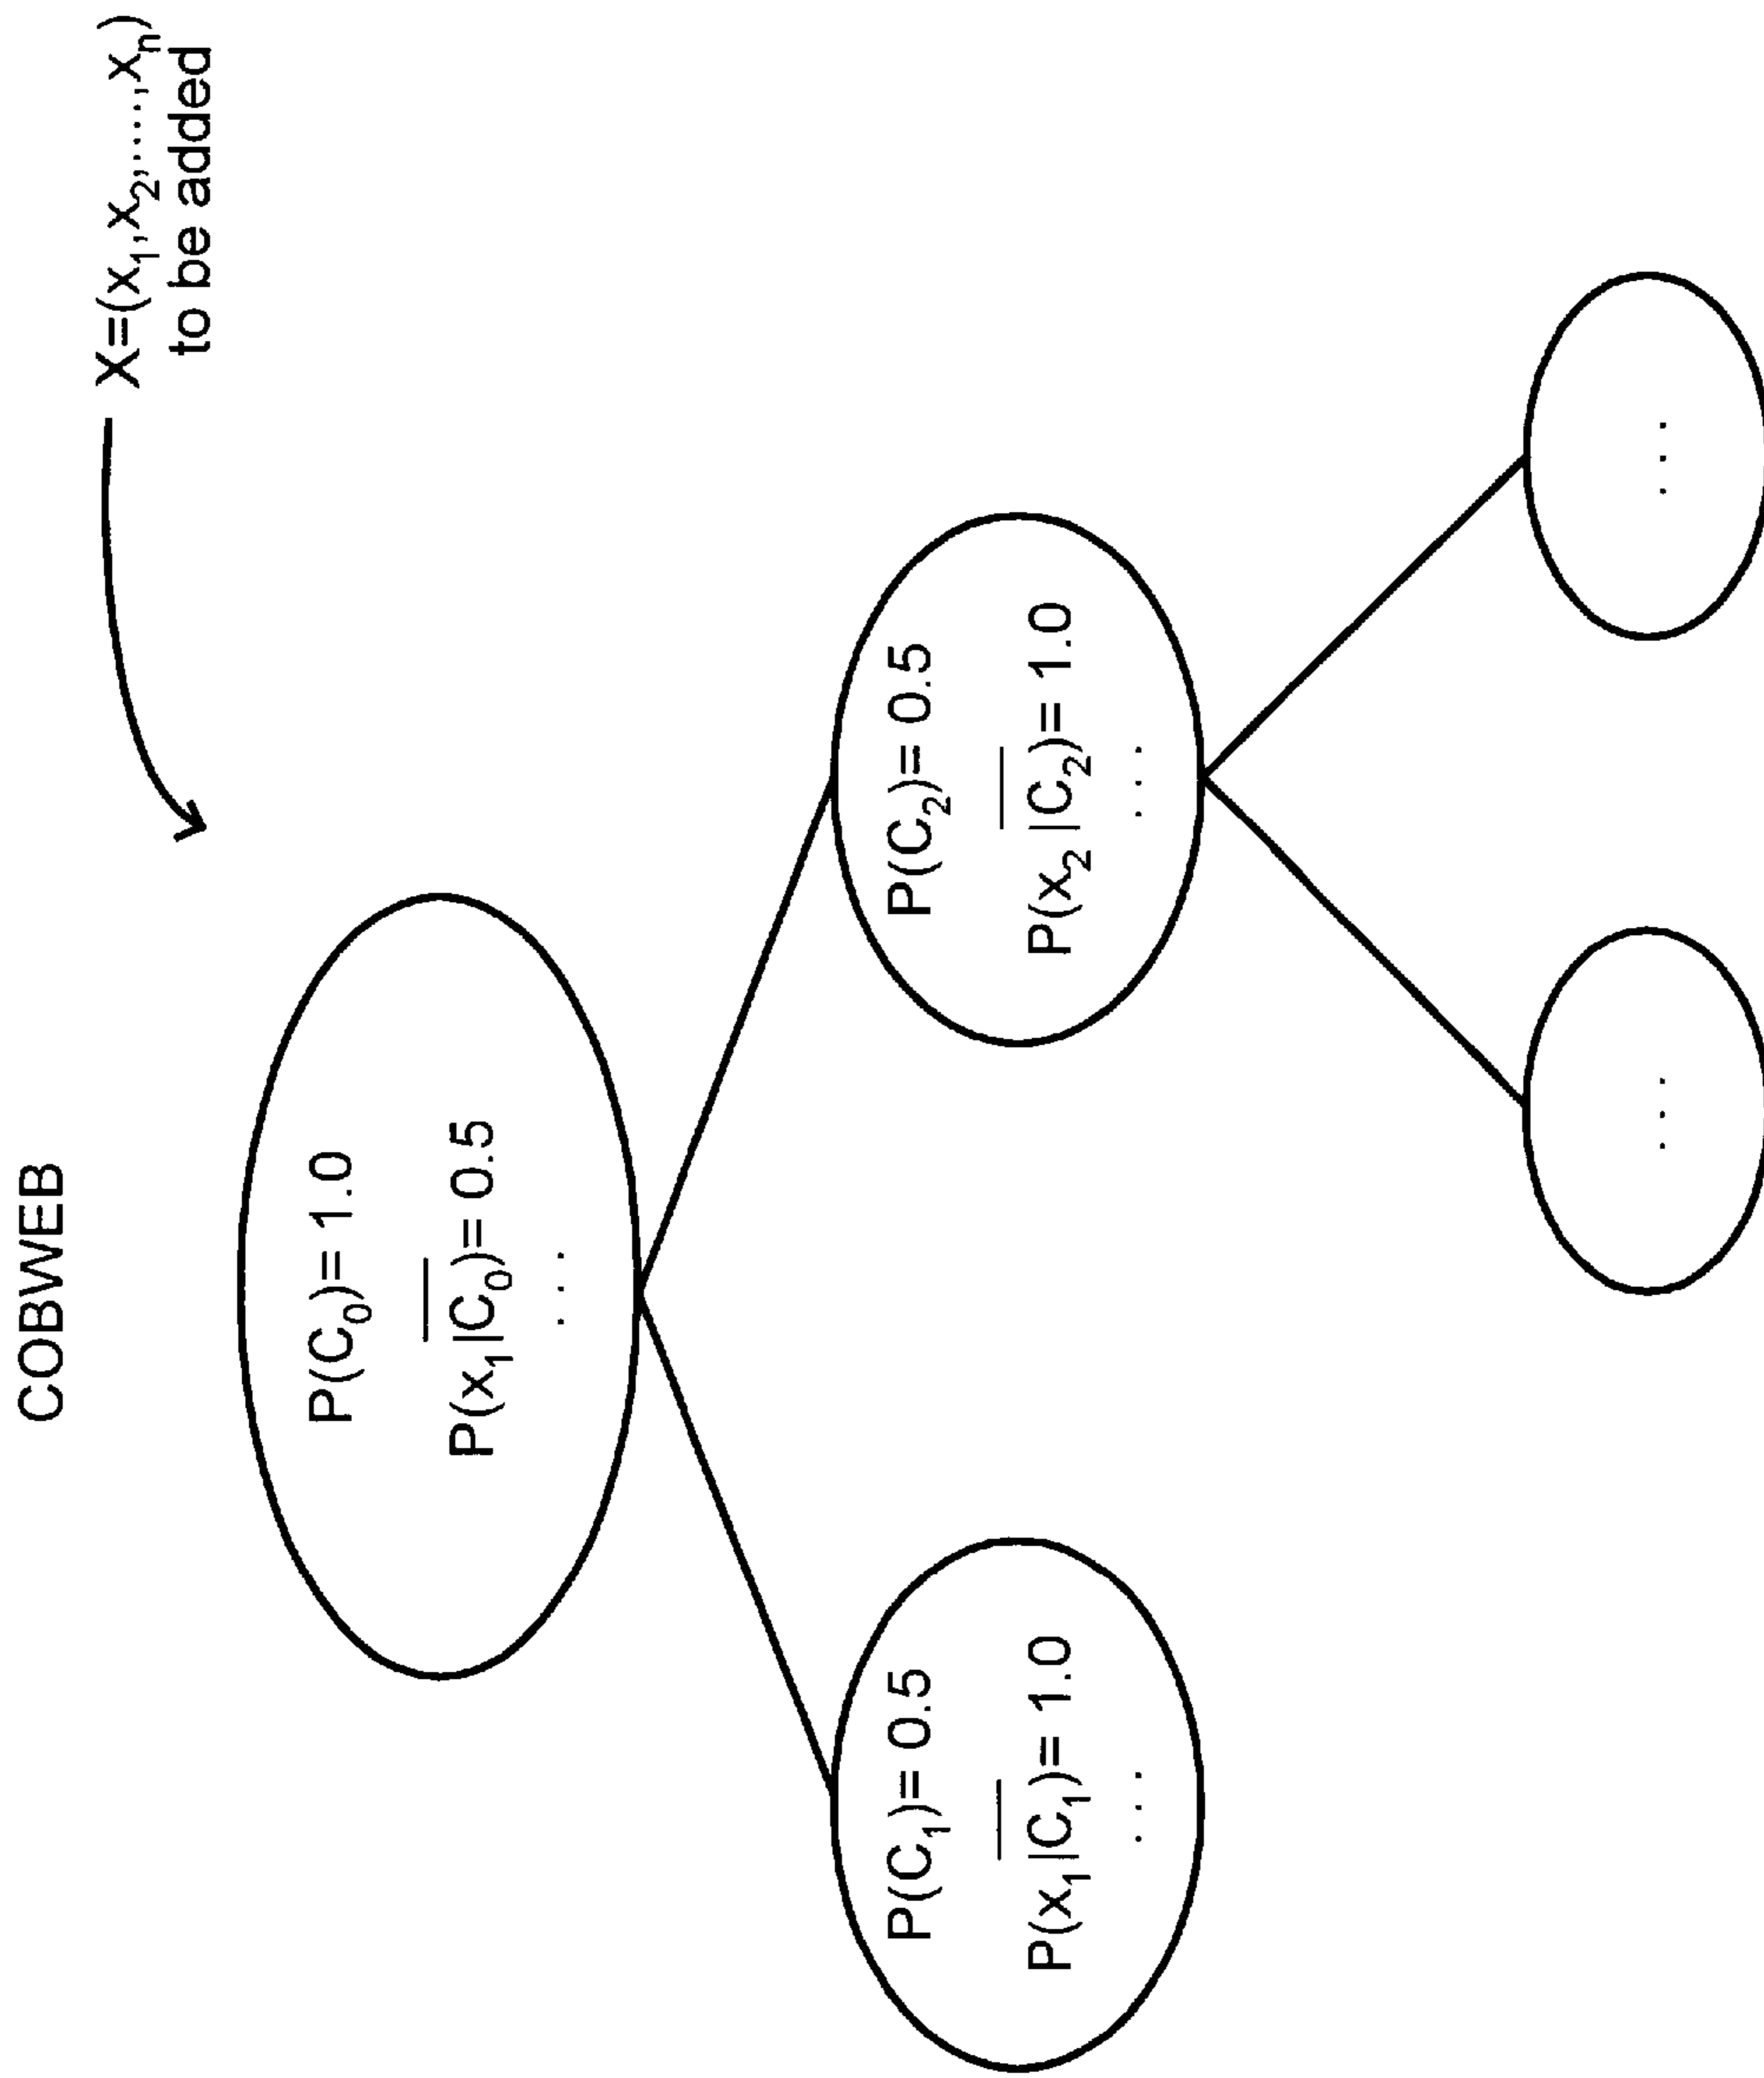 COBWEB
X=(x₁,x₂,....,xₙ)
to be added
P(C₀)= 1.0
P(x₁|C₀)= 0.5
...
P(C₁)= 0.5
P(x₁|C₁)= 1.0
...
P(C₂)= 0.5
P(x₂|C₂)= 1.0
...
...
...